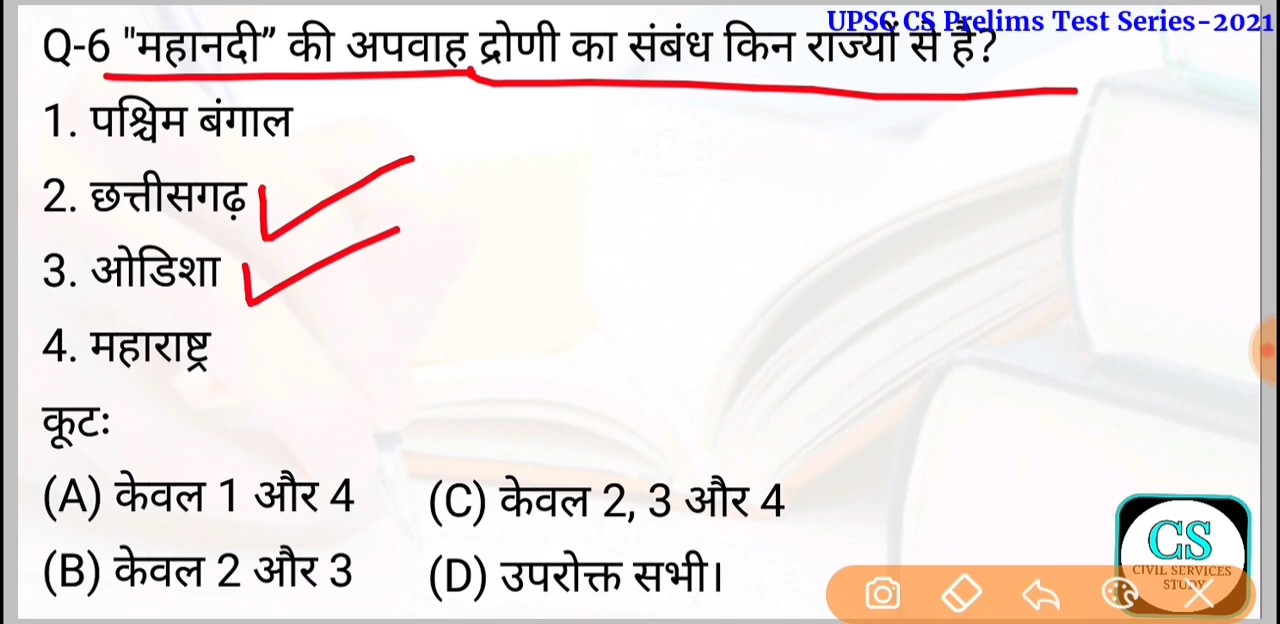 UPSC CS Prelims Test Series-2021
Q-6 "महानदी” की अपवाह द्रोणी का संबंध किन राज्यों से है?
1. पश्चिम बंगाल
2. छत्तीसगढ़
3. ओडिशा
4. महाराष्ट्र
कूटः
(A) केवल 1 और 4 (C) केवल 2, 3 और 4
(B) केवल 2 और 3 (D) उपरोक्त सभी।
CS
CIVIL SERVICES
STUDY